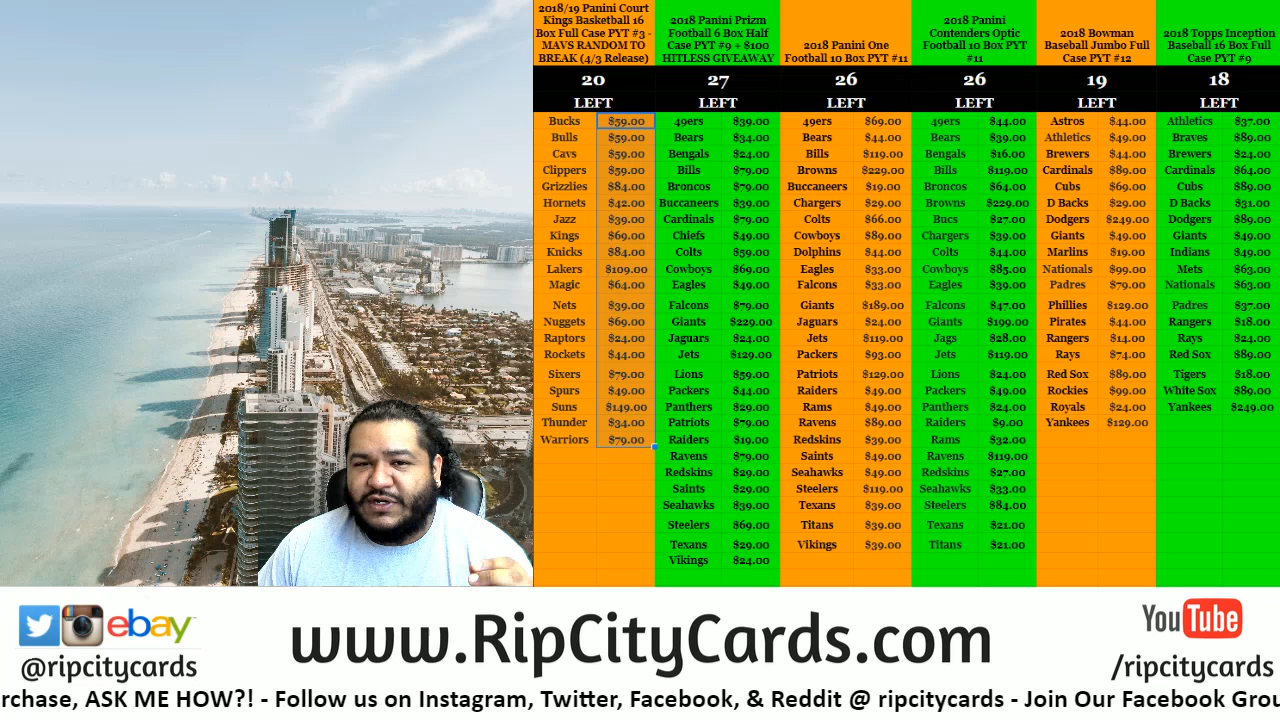 2018/19 Panini Court
Kings Basketball 16
Box Full Case PYT #3 -
MAVS RANDOM TO
BREAK (4/3 Release)
20
LEFT
Bucks $59.00
Bulls $59.00
Cavs $59.00
Clippers $59.00
Grizzlies $84.00
Hornets $42.00
Jazz $39.00
Kings $69.00
Knicks $84.00
Lakers $109.00
Magic $64.00
Nets $39.00
Nuggets $69.00
Raptors $24.00
Rockets $44.00
Sixers $79.00
Spurs $49.00
Suns $149.00
Thunder $34.00
Warriors $79.00
2018 Panini Prizm
Football 6 Box Half
Case PYT #9 + $100
HITLESS GIVEAWAY
27
LEFT
49ers $39.00
Bears $34.00
Bengals $24.00
Bills $79.00
Broncos $79.00
Buccaneers $39.00
Cardinals $79.00
Chiefs $49.00
Colts $59.00
Cowboys $69.00
Eagles $49.00
Falcons $79.00
Giants $229.00
Jaguars $24.00
Jets $129.00
Lions $59.00
Packers $44.00
Panthers $29.00
Patriots $79.00
Raiders $19.00
Ravens $79.00
Redskins $29.00
Saints $29.00
Seahawks $39.00
Steelers $69.00
Texans $29.00
Vikings $24.00
2018 Panini One
Football 10 Box PYT #11
26
LEFT
49ers $69.00
Bears $44.00
Bills $119.00
Browns $229.00
Buccaneers $19.00
Chargers $29.00
Colts $66.00
Cowboys $89.00
Dolphins $44.00
Eagles $33.00
Falcons $33.00
Giants $189.00
Jaguars $24.00
Jets $119.00
Packers $93.00
Patriots $129.00
Raiders $49.00
Rams $49.00
Ravens $89.00
Redskins $39.00
Saints $49.00
Seahawks $49.00
Steelers $119.00
Texans $39.00
Titans $39.00
Vikings $39.00
2018 Panini
Contenders Optic
Football 10 Box PYT
#11
26
LEFT
49ers $44.00
Bears $39.00
Bengals $16.00
Bills $119.00
Broncos $64.00
Browns $229.00
Bucs $27.00
Chargers $39.00
Colts $44.00
Cowboys $85.00
Eagles $39.00
Falcons $47.00
Giants $199.00
Jags $28.00
Jets $119.00
Lions $24.00
Packers $49.00
Panthers $24.00
Raiders $9.00
Rams $32.00
Ravens $119.00
Redskins $27.00
Seahawks $33.00
Steelers $84.00
Texans $21.00
Titans $21.00
2018 Bowman
Baseball Jumbo Full
Case PYT #12
19
LEFT
Astros $44.00
Athletics $49.00
Brewers $44.00
Cardinals $89.00
Cubs $69.00
D Backs $29.00
Dodgers $249.00
Giants $49.00
Marlins $19.00
Nationals $99.00
Padres $79.00
Phillies $129.00
Pirates $44.00
Rangers $14.00
Rays $74.00
Red Sox $89.00
Rockies $99.00
Royals $24.00
Yankees $129.00
2018 Topps Inception
Baseball 16 Box Full
Case PYT #9
18
LEFT
Athletics $37.00
Braves $89.00
Brewers $24.00
Cardinals $64.00
Cubs $89.00
D Backs $31.00
Dodgers $89.00
Giants $49.00
Indians $49.00
Mets $63.00
Nationals $63.00
Padres $37.00
Rangers $18.00
Rays $24.00
Red Sox $89.00
Tigers $18.00
White Sox $89.00
Yankees $249.00
ebay
@ripcitycards
www.RipCityCards.com
YouTube
/ripcitycards
rchase, ASK ME HOW?! - Follow us on Instagram, Twitter, Facebook, & Reddit @ ripcitycards - Join Our Facebook Grou